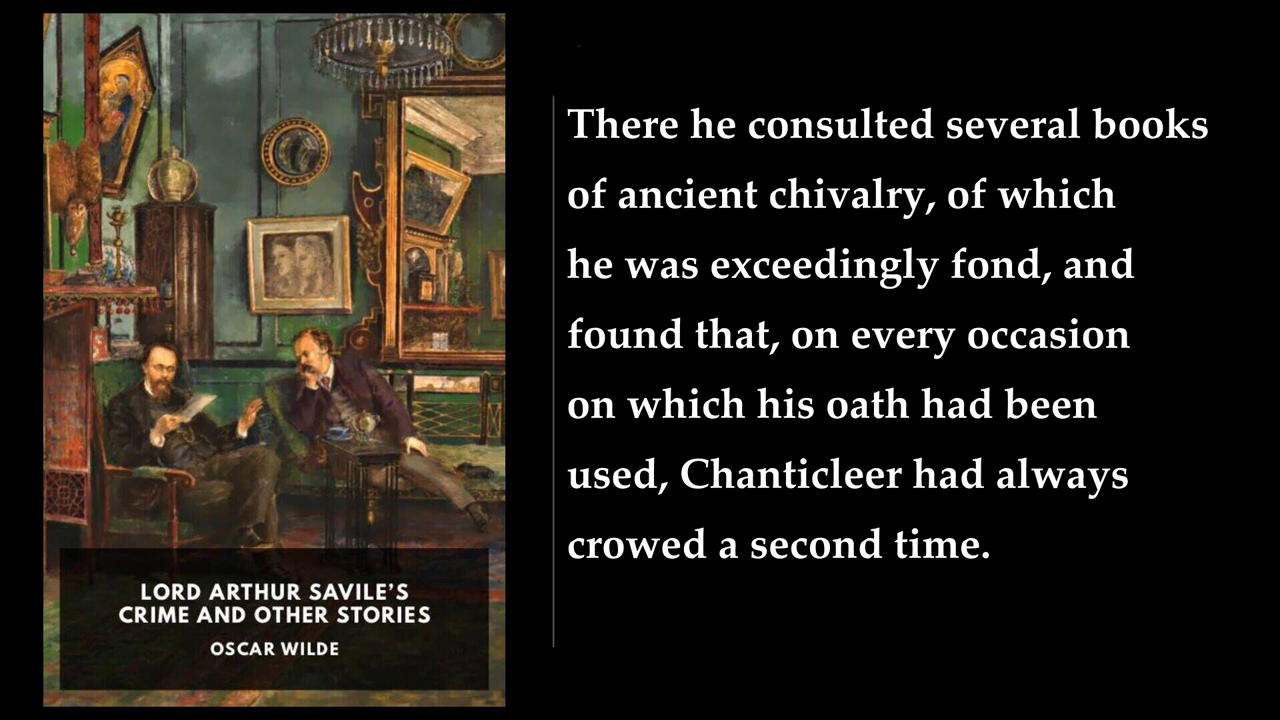 There he consulted several books
of ancient chivalry, of which
he was exceedingly fond, and
found that, on every occasion
on which his oath had been
used, Chanticleer had always
crowed a second time.
LORD ARTHUR SAVILE’S
CRIME AND OTHER STORIES
OSCAR WILDE